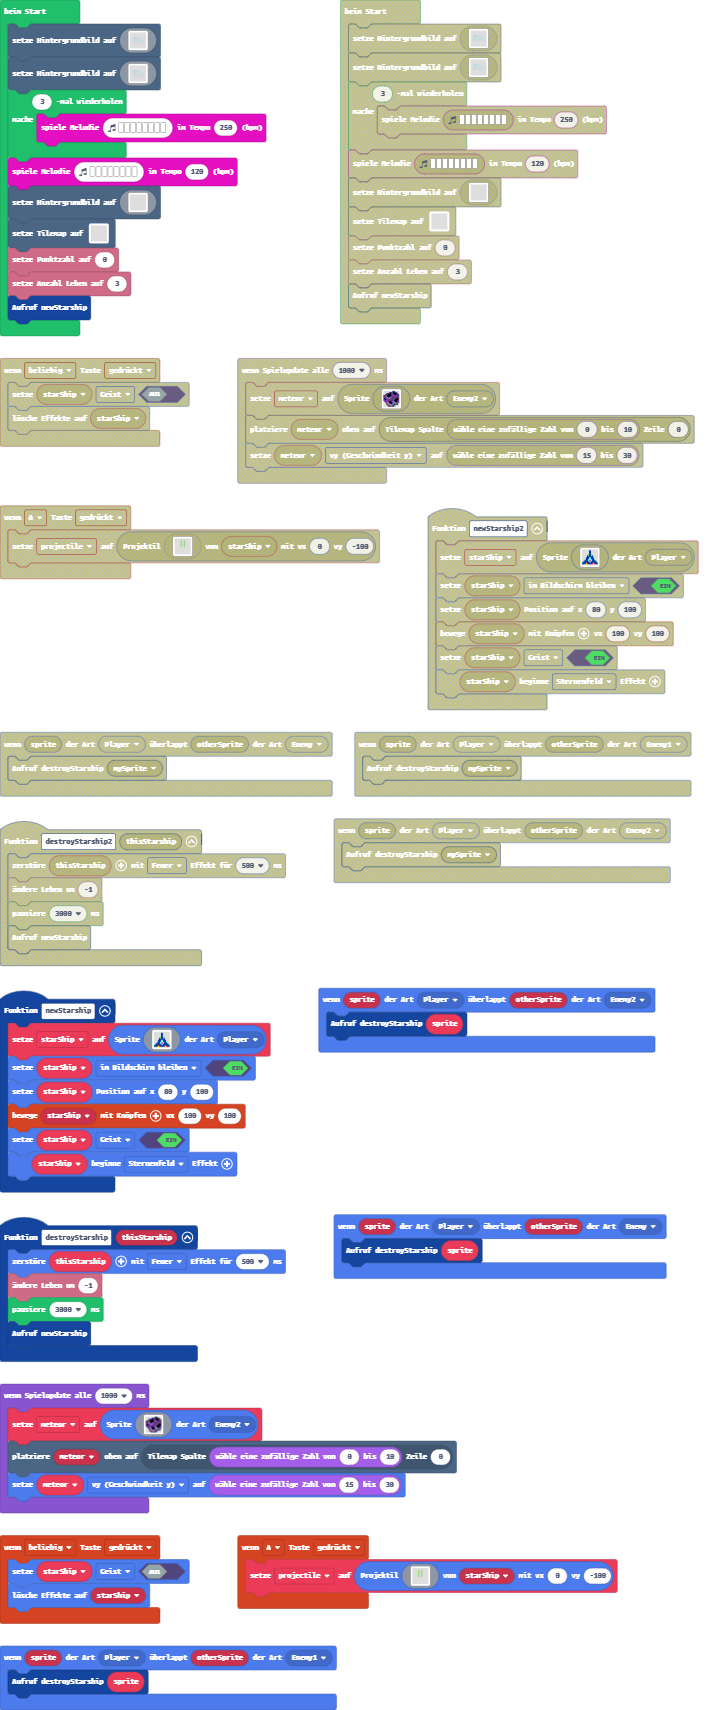 beim Start
setze Hintergrundbild auf
setze Hintergrundbild auf
3 -mal wiederholen
mache
spiele Melodie im Tempo 250 (bpm)
spiele Melodie im Tempo 120 (bpm)
setze Hintergrundbild auf
setze Tilemap auf
setze Punktzahl auf 0
setze Anzahl Leben auf 3
Aufruf newStarship
beim Start
setze Hintergrundbild auf
setze Hintergrundbild auf
3 -mal wiederholen
mache
spiele Melodie im Tempo 250 (bpm)
spiele Melodie im Tempo 120 (bpm)
setze Hintergrundbild auf
setze Tilemap auf
setze Punktzahl auf 0
setze Anzahl Leben auf 3
Aufruf newStarship
wenn beliebig Taste gedrückt
setze starShip Geist AUS
lösche Effekte auf starShip
wenn Spielupdate alle 1000 ms
setze meteor auf Sprite der Art Enemy2
platziere meteor oben auf Tilemap Spalte wähle eine zufällige Zahl von 0 bis 10 Zeile 0
setze meteor vy (Geschwindkeit y) auf wähle eine zufällige Zahl von 15 bis 30
wenn A Taste gedrückt
setze projectile auf Projektil von starShip mit vx 0 vy -100
Funktion newStarship2
setze starShip auf Sprite der Art Player
setze starShip im Bildschirm bleiben EIN
setze starShip Position auf x 80 y 100
bewege starShip mit Knöpfen vx 100 vy 100
setze starShip Geist EIN
starShip beginne Sternenfeld Effekt
wenn sprite der Art Player überlappt otherSprite der Art Enemy
Aufruf destroyStarship mySprite
wenn sprite der Art Player überlappt otherSprite der Art Enemy1
Aufruf destroyStarship mySprite
Funktion destroyStarship2 thisStarship
zerstöre thisStarship mit Feuer Effekt für 500 ms
ändere Leben um -1
pausiere 3000 ms
Aufruf newStarship
wenn sprite der Art Player überlappt otherSprite der Art Enemy2
Aufruf destroyStarship mySprite
Funktion newStarship
setze starShip auf Sprite der Art Player
setze starShip im Bildschirm bleiben EIN
setze starShip Position auf x 80 y 100
bewege starShip mit Knöpfen vx 100 vy 100
setze starShip Geist EIN
starShip beginne Sternenfeld Effekt
wenn sprite der Art Player überlappt otherSprite der Art Enemy2
Aufruf destroyStarship sprite
Funktion destroyStarship thisStarship
zerstöre thisStarship mit Feuer Effekt für 500 ms
ändere Leben um -1
pausiere 3000 ms
Aufruf newStarship
wenn sprite der Art Player überlappt otherSprite der Art Enemy
Aufruf destroyStarship sprite
wenn Spielupdate alle 1000 ms
setze meteor auf Sprite der Art Enemy2
platziere meteor oben auf Tilemap Spalte wähle eine zufällige Zahl von 0 bis 10 Zeile 0
setze meteor vy (Geschwindkeit y) auf wähle eine zufällige Zahl von 15 bis 30
wenn beliebig Taste gedrückt
setze starShip Geist AUS
lösche Effekte auf starShip
wenn A Taste gedrückt
setze projectile auf Projektil von starShip mit vx 0 vy -100
wenn sprite der Art Player überlappt otherSprite der Art Enemy1
Aufruf destroyStarship sprite